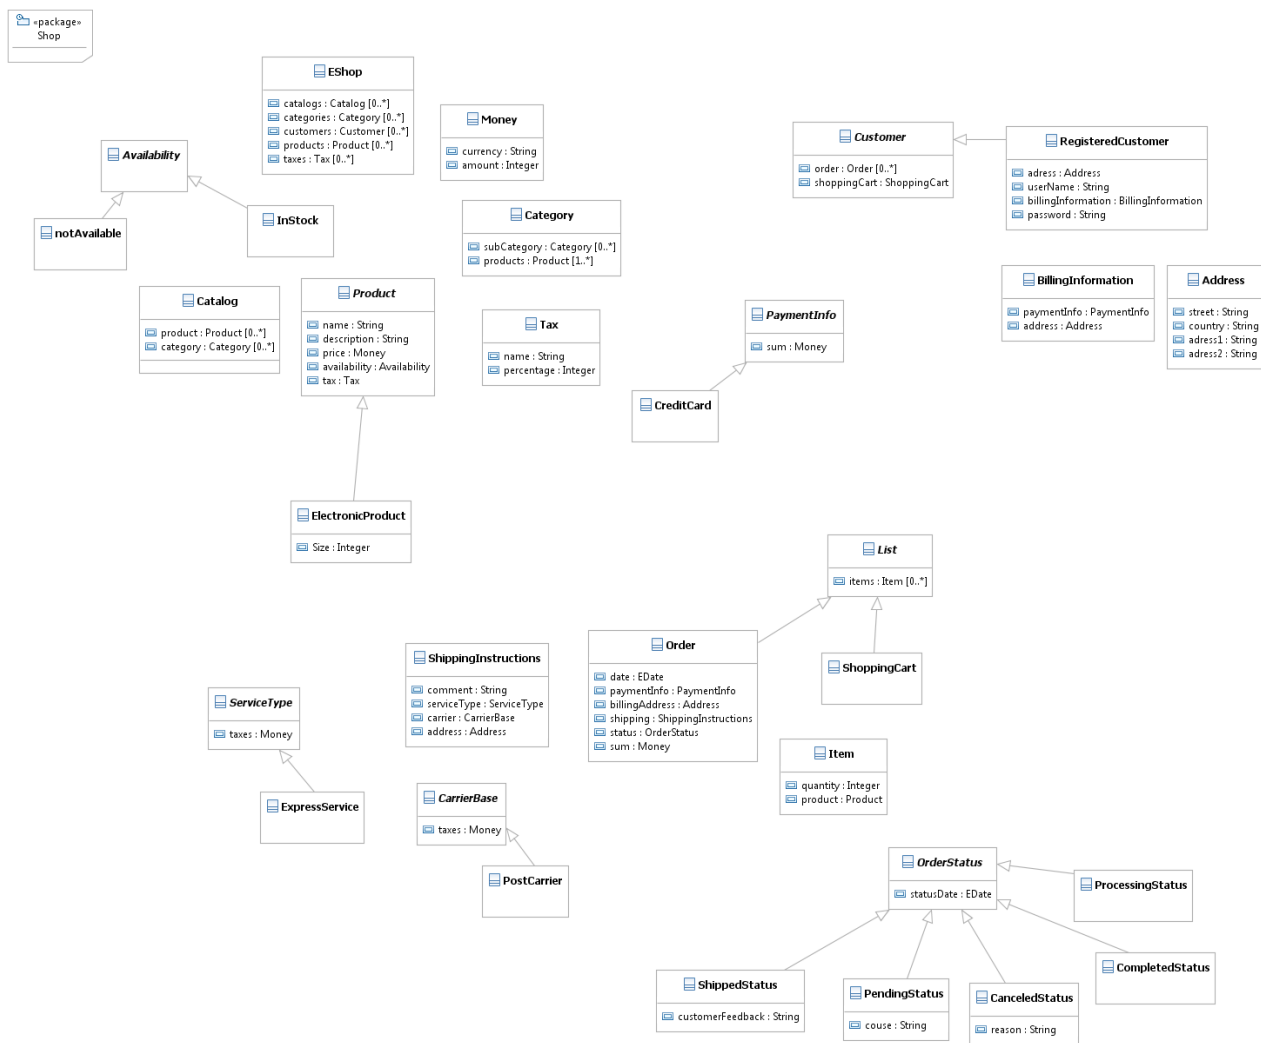 «package»
Shop
EShop
catalogs : Catalog [0..*]
categories : Category [0..*]
customers : Customer [0..*]
products : Product [0..*]
taxes : Tax [0..*]
Money
currency : String
amount : Integer
Customer
order : Order [0..*]
shoppingCart : ShoppingCart
RegisteredCustomer
adress : Address
userName : String
billingInformation : BillingInformation
password : String
Availability
notAvailable
InStock
Category
subCategory : Category [0..*]
products : Product [1..*]
BillingInformation
paymentInfo : PaymentInfo
address : Address
Address
street : String
country : String
adress1 : String
adress2 : String
Catalog
product : Product [0..*]
category : Category [0..*]
Product
name : String
description : String
price : Money
availability : Availability
tax : Tax
Tax
name : String
percentage : Integer
PaymentInfo
sum : Money
CreditCard
ElectronicProduct
Size : Integer
List
items : Item [0..*]
ShippingInstructions
comment : String
serviceType : ServiceType
carrier : CarrierBase
address : Address
Order
date : EDate
paymentInfo : PaymentInfo
billingAddress : Address
shipping : ShippingInstructions
status : OrderStatus
sum : Money
ShoppingCart
ServiceType
taxes : Money
ExpressService
CarrierBase
taxes : Money
PostCarrier
Item
quantity : Integer
product : Product
OrderStatus
statusDate : EDate
ProcessingStatus
CompletedStatus
ShippedStatus
customerFeedback : String
PendingStatus
couse : String
CanceledStatus
reason : String